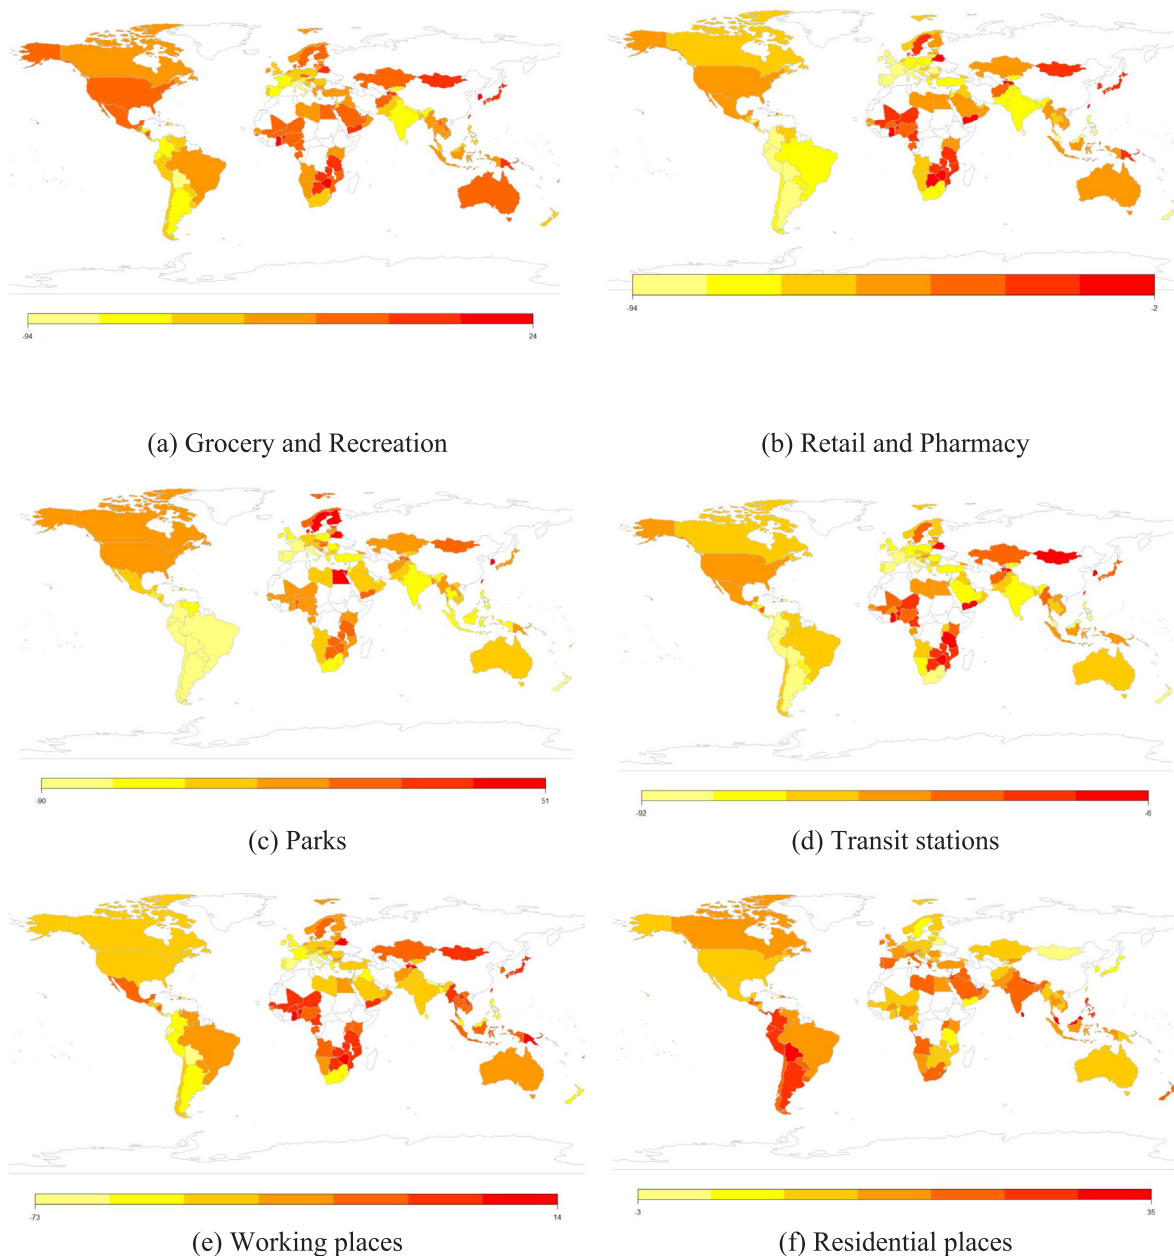 -94 24
-94 -2
(a) Grocery and Recreation
(b) Retail and Pharmacy
-90 51
-92 -6
(c) Parks
(d) Transit stations
-73 14
-3 35
(e) Working places
(f) Residential places